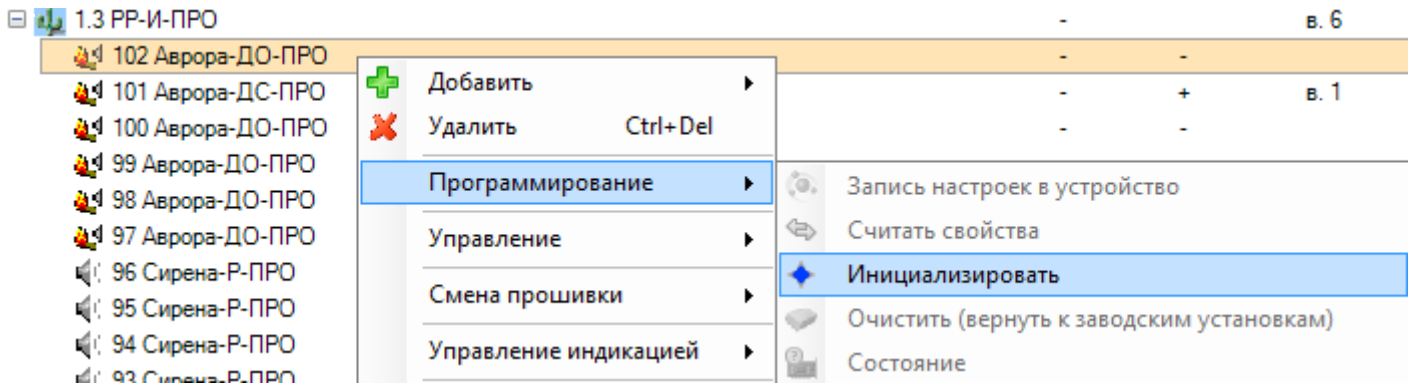 1.3 РР-И-ПРО - в. 6
102 Аврора-ДО-ПРО - -
101 Аврора-ДС-ПРО - + в. 1
100 Аврора-ДО-ПРО - -
99 Аврора-ДО-ПРО
98 Аврора-ДО-ПРО
97 Аврора-ДО-ПРО
96 Сирена-Р-ПРО
95 Сирена-Р-ПРО
94 Сирена-Р-ПРО
93 Сирена-Р-ПРО
Добавить
Удалить Ctrl+Del
Программирование
Управление
Смена прошивки
Управление индикацией
Запись настроек в устройство
Считать свойства
Инициализировать
Очистить (вернуть к заводским установкам)
Состояние